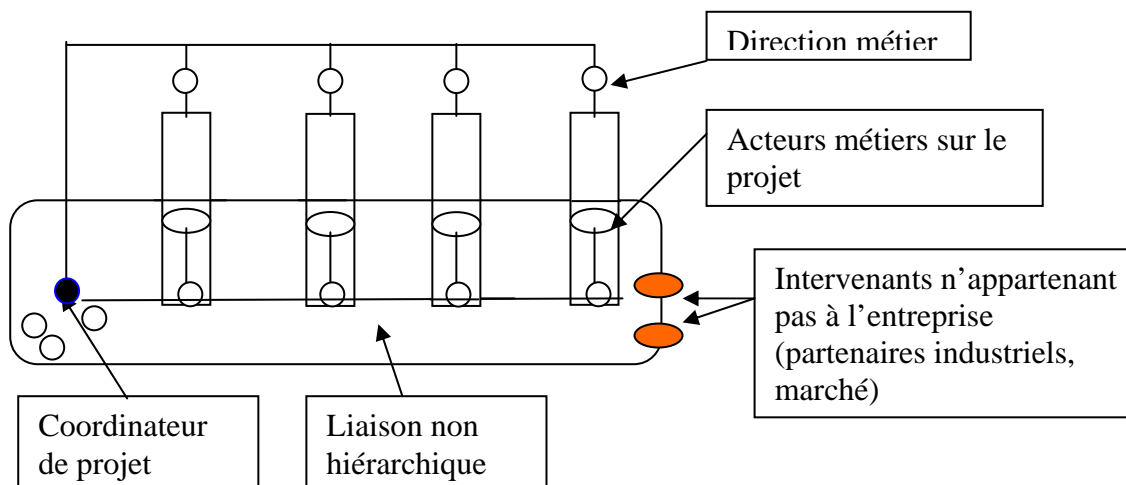 Direction métier
Acteurs métiers sur le
projet
Intervenants n’appartenant
pas à l’entreprise
(partenaires industriels,
marché)
Coordinateur
de projet
Liaison non
hiérarchique